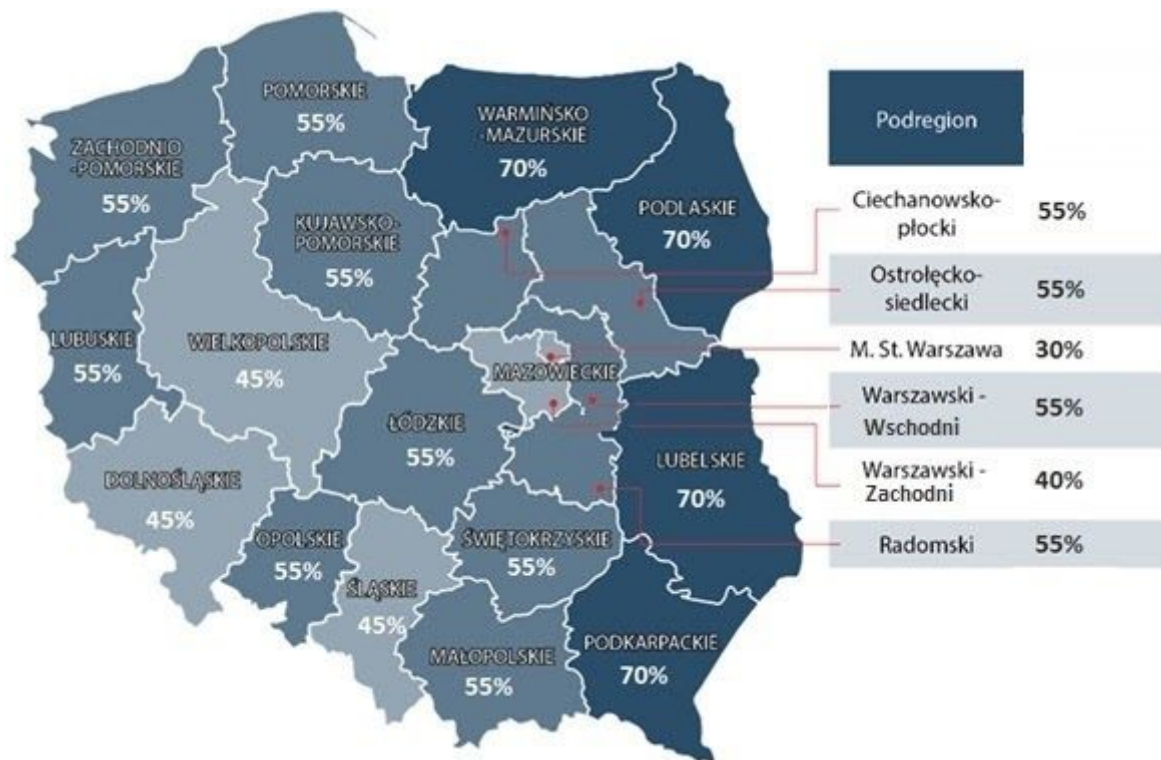 POMORSKIE
55%
WARMIŃSKO
-MAZURSKIE
70%
ZACHODNIO
-POMORSKIE
55%
KUJAWSKO-
POMORSKIE
55%
PODLASKIE
70%
LUBUSKIE
55%
WIELKOPOLSKIE
45%
MAZOWIECKIE
ŁÓDZKIE
55%
LUBELSKIE
70%
DOLNOŚLĄSKIE
45%
OPOLSKIE
55%
ŚLĄSKIE
45%
ŚWIĘTOKRZYSKIE
55%
MAŁOPOLSKIE
55%
PODKARPACKIE
70%
Podregion
Ciechanowsko-
płocki 55%
Ostrołęcko-
siedlecki 55%
M. St. Warszawa 30%
Warszawski -
Wschodni 55%
Warszawski -
Zachodni 40%
Radomski 55%